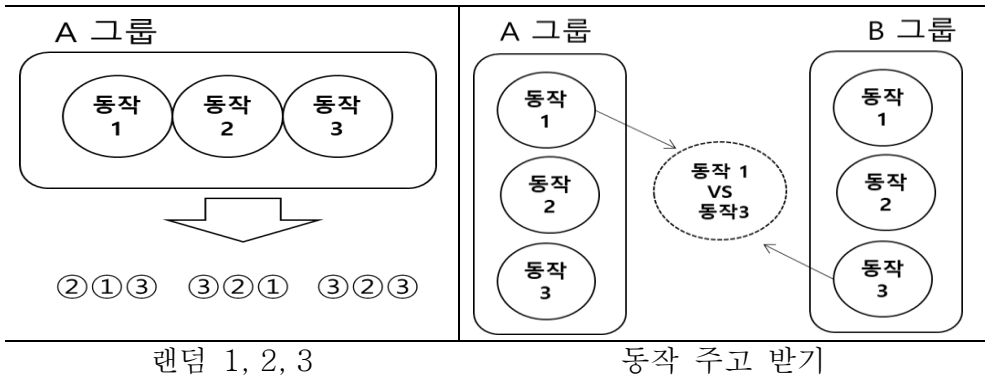 A 그룹
동작
1
동작
2
동작
3
②①③ ③②① ③②③
랜덤 1, 2, 3
A 그룹
동작
1
동작
2
동작
3
동작 1
VS
동작3
B 그룹
동작
1
동작
2
동작
3
동작 주고 받기